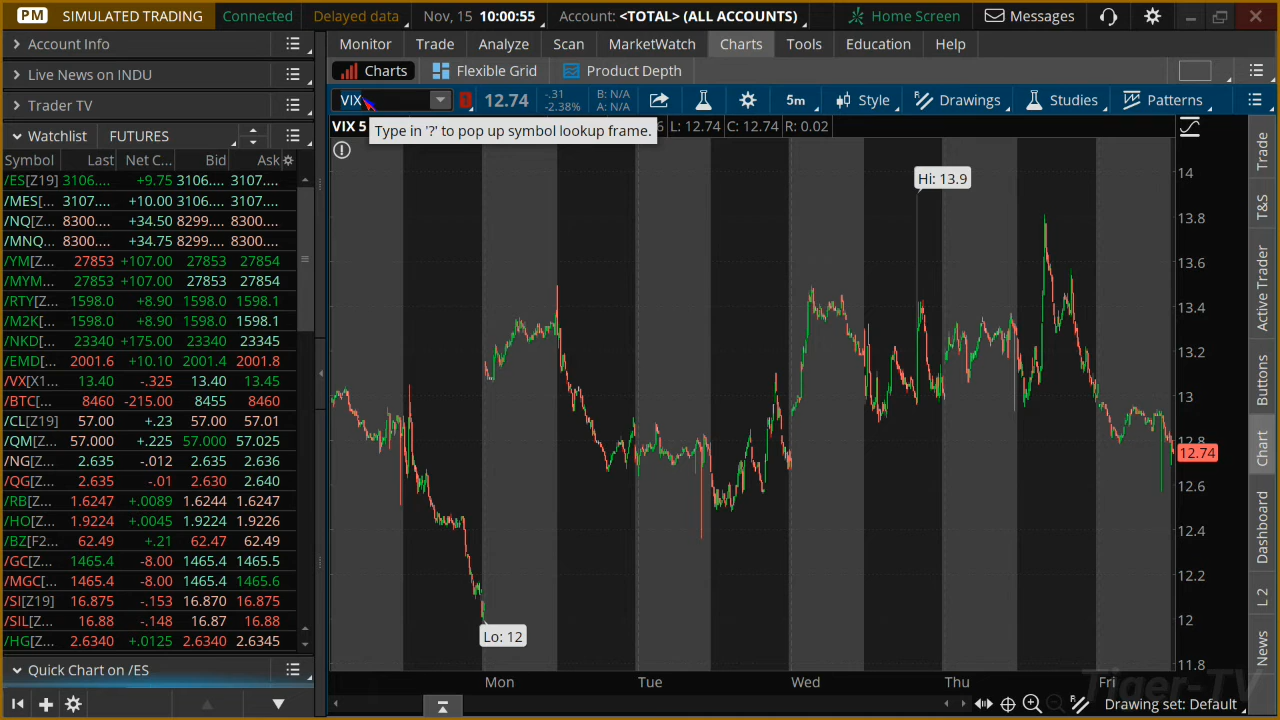 PM SIMULATED TRADING Connected Delayed data Nov, 15 10:00:55 Account: <TOTAL> (ALL ACCOUNTS) Home Screen Messages
Account Info
Live News on INDU
Trader TV
Watchlist FUTURES
Symbol Last Net C... Bid Ask
/ES[Z19] 3106.... +9.75 3106.... 3107....
/MES[... 3107.... +10.00 3106.... 3107....
/NQ[Z... 8300.... +34.50 8299.... 8300....
/MNQ... 8300.... +34.75 8299.... 8300....
/YM[Z... 27853 +107.00 27853 27854
/MYM... 27853 +107.00 27853 27854
/RTY[Z... 1598.0 +8.90 1598.0 1598.1
/M2K[... 1598.0 +8.90 1598.0 1598.1
/NKD[... 23340 +175.00 23340 23345
/EMD[... 2001.6 +10.10 2001.4 2001.8
/VX[X1... 13.40 -.325 13.40 13.45
/BTC[... 8460 -215.00 8455 8460
/CL[Z19] 57.00 +.23 57.00 57.01
/QM[Z... 57.000 +.225 57.000 57.025
/NG[Z... 2.635 -.012 2.635 2.636
/QG[Z... 2.635 -.01 2.630 2.640
/RB[Z... 1.6247 +.0089 1.6244 1.6247
/HO[Z... 1.9224 +.0045 1.9224 1.9226
/BZ[F2... 62.49 +.21 62.47 62.49
/GC[Z... 1465.4 -8.00 1465.4 1465.5
/MGC[... 1465.4 -8.00 1465.4 1465.6
/SI[Z19] 16.875 -.153 16.870 16.875
/SIL[Z... 16.88 -.148 16.87 16.88
/HG[Z... 2.6340 +.0125 2.6340 2.6345
Quick Chart on /ES
Monitor Trade Analyze Scan MarketWatch Charts Tools Education Help
Charts Flexible Grid Product Depth
VIX 12.74 -.31 -2.38% B: N/A A: N/A 5m Style Drawings Studies Patterns
VIX 5 6 L: 12.74 C: 12.74 R: 0.02
Type in '?' to pop up symbol lookup frame.
Hi: 13.9
Lo: 12
14
13.8
13.6
13.4
13.2
13
12.8
12.74
12.6
12.4
12.2
12
11.8
Mon Tue Wed Thu Fri
Drawing set: Default
Tiger-TV
Trade
T&S
Active Trader
Buttons
Chart
Dashboard
L 2
News